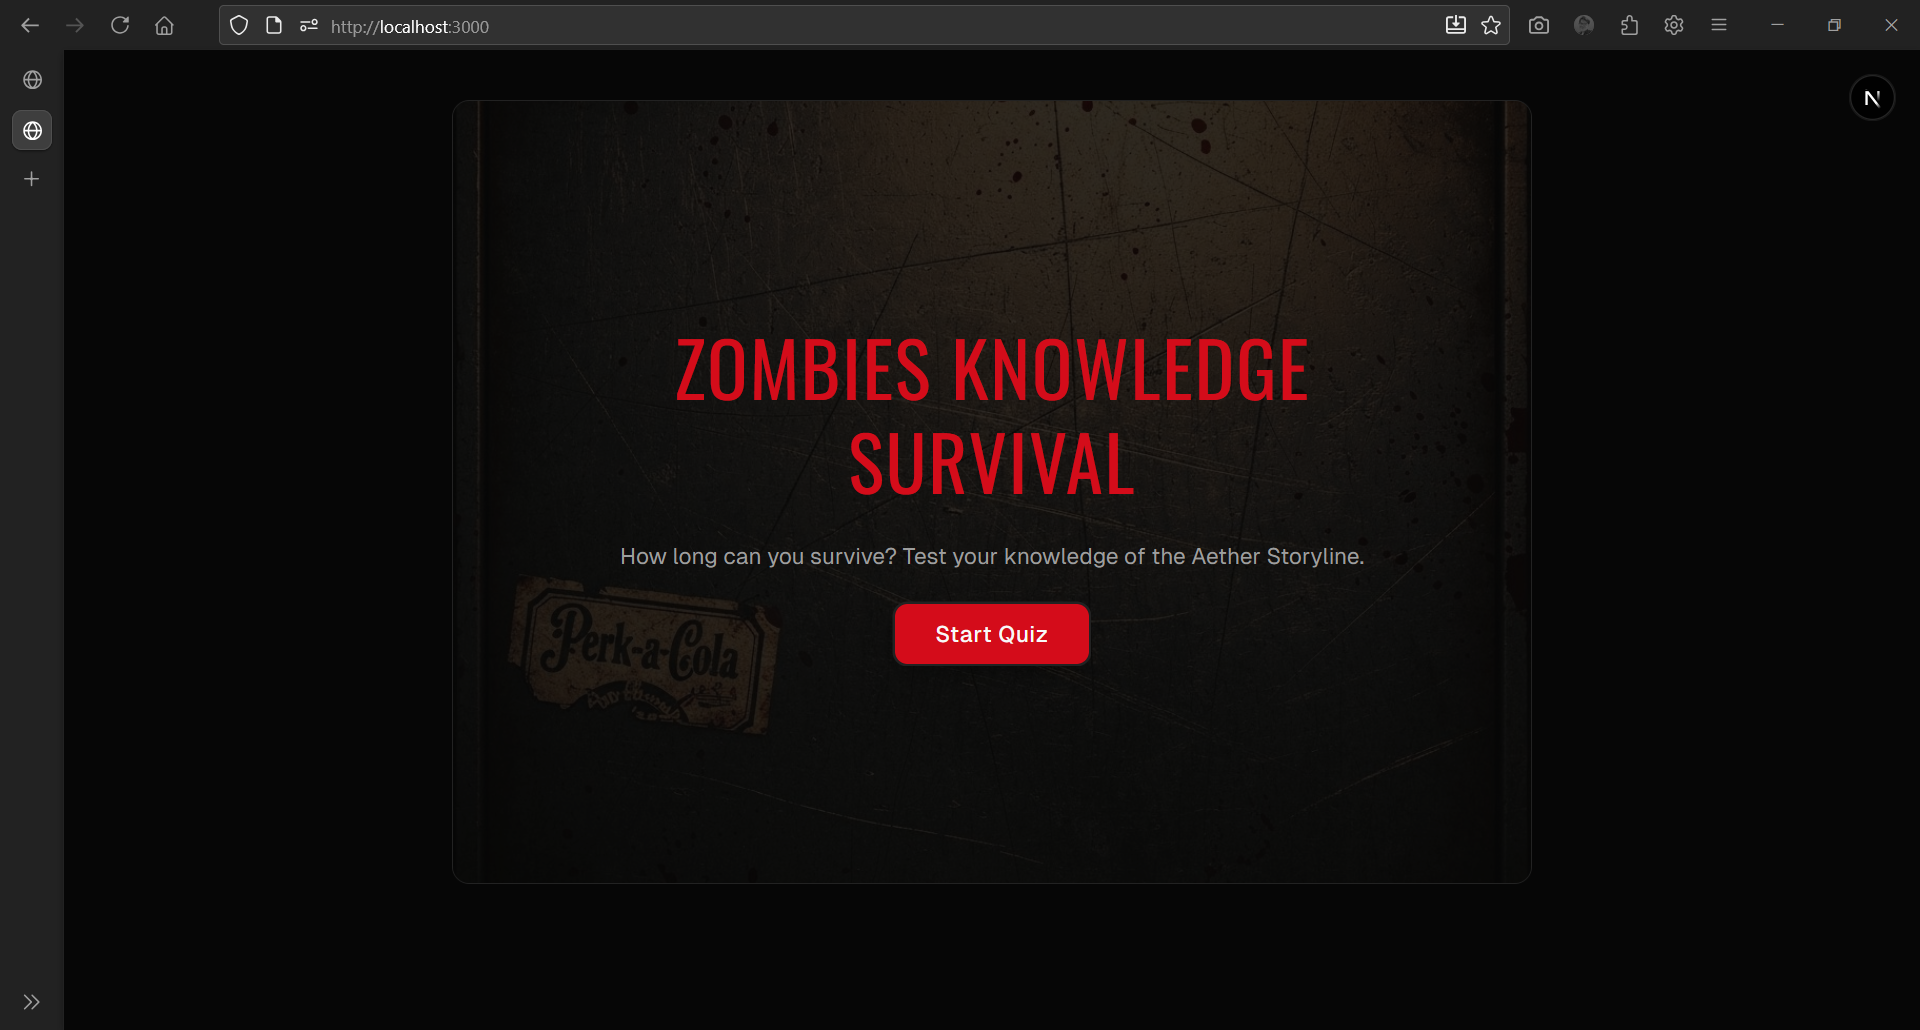 http://localhost:3000
N
ZOMBIES KNOWLEDGE
SURVIVAL
How long can you survive? Test your knowledge of the Aether Storyline.
Perk-a-Cola
Start Quiz